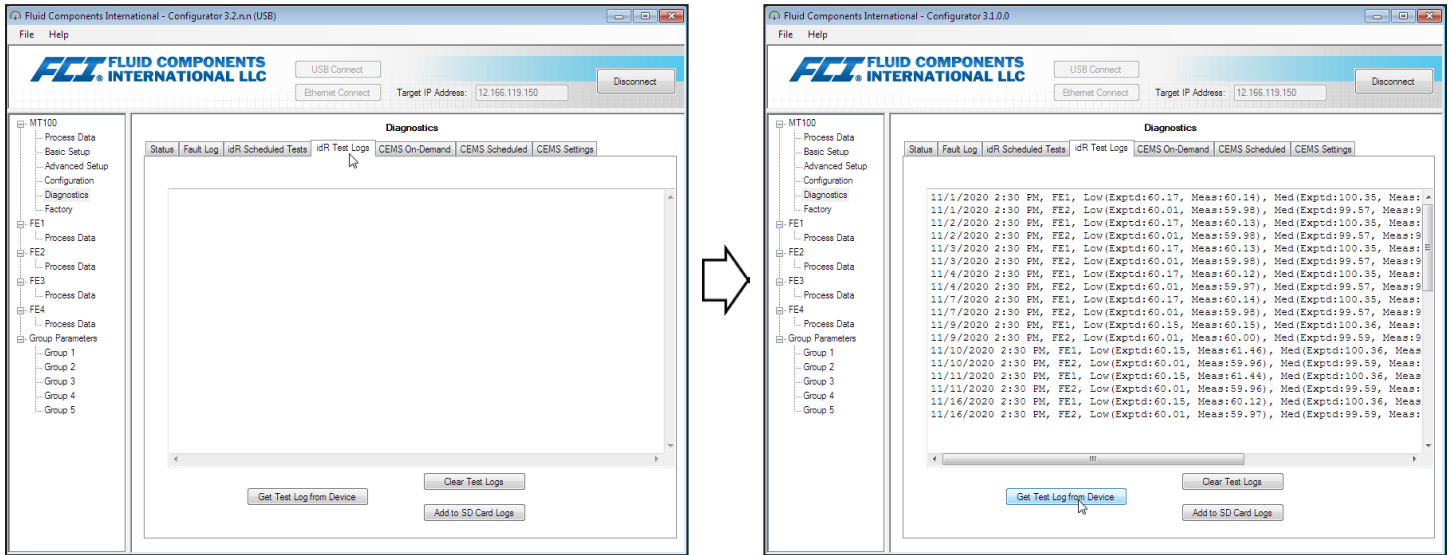 Fluid Components International - Configurator 3.2.n.n (USB)
File Help
FCI® FLUID COMPONENTS
INTERNATIONAL LLC
USB Connect
Ethernet Connect Target IP Address: 12.166.119.150
Disconnect
MT100
Process Data
Basic Setup
Advanced Setup
Configuration
Diagnostics
Factory
FE1
Process Data
FE2
Process Data
FE3
Process Data
FE4
Process Data
Group Parameters
Group 1
Group 2
Group 3
Group 4
Group 5
Diagnostics
Status Fault Log idR Scheduled Tests idR Test Logs CEMS On-Demand CEMS Scheduled CEMS Settings
Get Test Log from Device
Clear Test Logs
Add to SD Card Logs
Fluid Components International - Configurator 3.1.0.0
File Help
FCI® FLUID COMPONENTS
INTERNATIONAL LLC
USB Connect
Ethernet Connect Target IP Address: 12.166.119.150
Disconnect
MT100
Process Data
Basic Setup
Advanced Setup
Configuration
Diagnostics
Factory
FE1
Process Data
FE2
Process Data
FE3
Process Data
FE4
Process Data
Group Parameters
Group 1
Group 2
Group 3
Group 4
Group 5
Diagnostics
Status Fault Log idR Scheduled Tests idR Test Logs CEMS On-Demand CEMS Scheduled CEMS Settings
11/1/2020 2:30 PM, FE1, Low(Exptd:60.17, Meas:60.14), Med(Exptd:100.35, Meas:
11/1/2020 2:30 PM, FE2, Low(Exptd:60.01, Meas:59.98), Med(Exptd:99.57, Meas:9
11/2/2020 2:30 PM, FE1, Low(Exptd:60.17, Meas:60.13), Med(Exptd:100.35, Meas:
11/2/2020 2:30 PM, FE2, Low(Exptd:60.01, Meas:59.98), Med(Exptd:99.57, Meas:9
11/3/2020 2:30 PM, FE1, Low(Exptd:60.17, Meas:60.13), Med(Exptd:100.35, Meas:
11/3/2020 2:30 PM, FE2, Low(Exptd:60.01, Meas:59.98), Med(Exptd:99.57, Meas:9
11/4/2020 2:30 PM, FE1, Low(Exptd:60.17, Meas:60.12), Med(Exptd:100.35, Meas:
11/4/2020 2:30 PM, FE2, Low(Exptd:60.01, Meas:59.97), Med(Exptd:99.57, Meas:9
11/7/2020 2:30 PM, FE1, Low(Exptd:60.17, Meas:60.14), Med(Exptd:100.35, Meas:
11/7/2020 2:30 PM, FE2, Low(Exptd:60.01, Meas:59.98), Med(Exptd:99.57, Meas:9
11/9/2020 2:30 PM, FE1, Low(Exptd:60.15, Meas:60.15), Med(Exptd:100.36, Meas:
11/9/2020 2:30 PM, FE2, Low(Exptd:60.01, Meas:60.00), Med(Exptd:99.59, Meas:9
11/10/2020 2:30 PM, FE1, Low(Exptd:60.15, Meas:61.46), Med(Exptd:100.36, Meas
11/10/2020 2:30 PM, FE2, Low(Exptd:60.01, Meas:59.96), Med(Exptd:99.59, Meas:
11/11/2020 2:30 PM, FE1, Low(Exptd:60.15, Meas:61.44), Med(Exptd:100.36, Meas
11/11/2020 2:30 PM, FE2, Low(Exptd:60.01, Meas:59.96), Med(Exptd:99.59, Meas:
11/16/2020 2:30 PM, FE1, Low(Exptd:60.15, Meas:60.12), Med(Exptd:100.36, Meas
11/16/2020 2:30 PM, FE2, Low(Exptd:60.01, Meas:59.97), Med(Exptd:99.59, Meas:
Get Test Log from Device
Clear Test Logs
Add to SD Card Logs